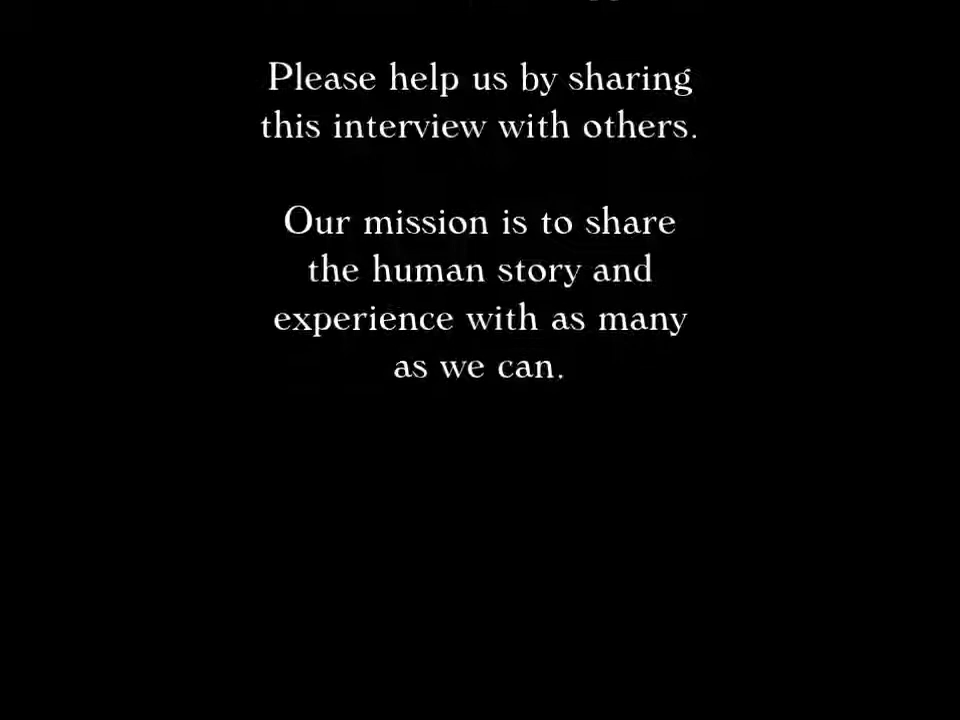 Please help us by sharing
this interview with others.
Our mission is to share
the human story and
experience with as many
as we can.